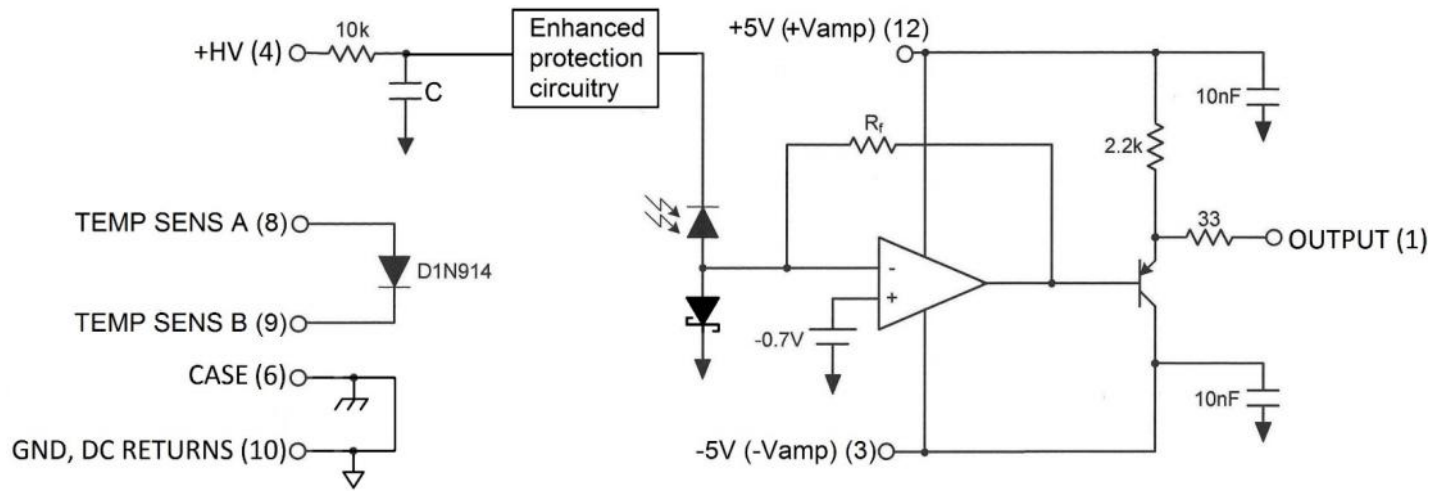 +HV (4)
10k
C
Enhanced
protection
circuitry
+5V (+Vamp) (12)
10nF
Rf
2.2k
TEMP SENS A (8)
33
OUTPUT (1)
D1N914
-
+
TEMP SENS B (9)
-0.7V
CASE (6)
10nF
GND, DC RETURNS (10)
-5V (-Vamp) (3)